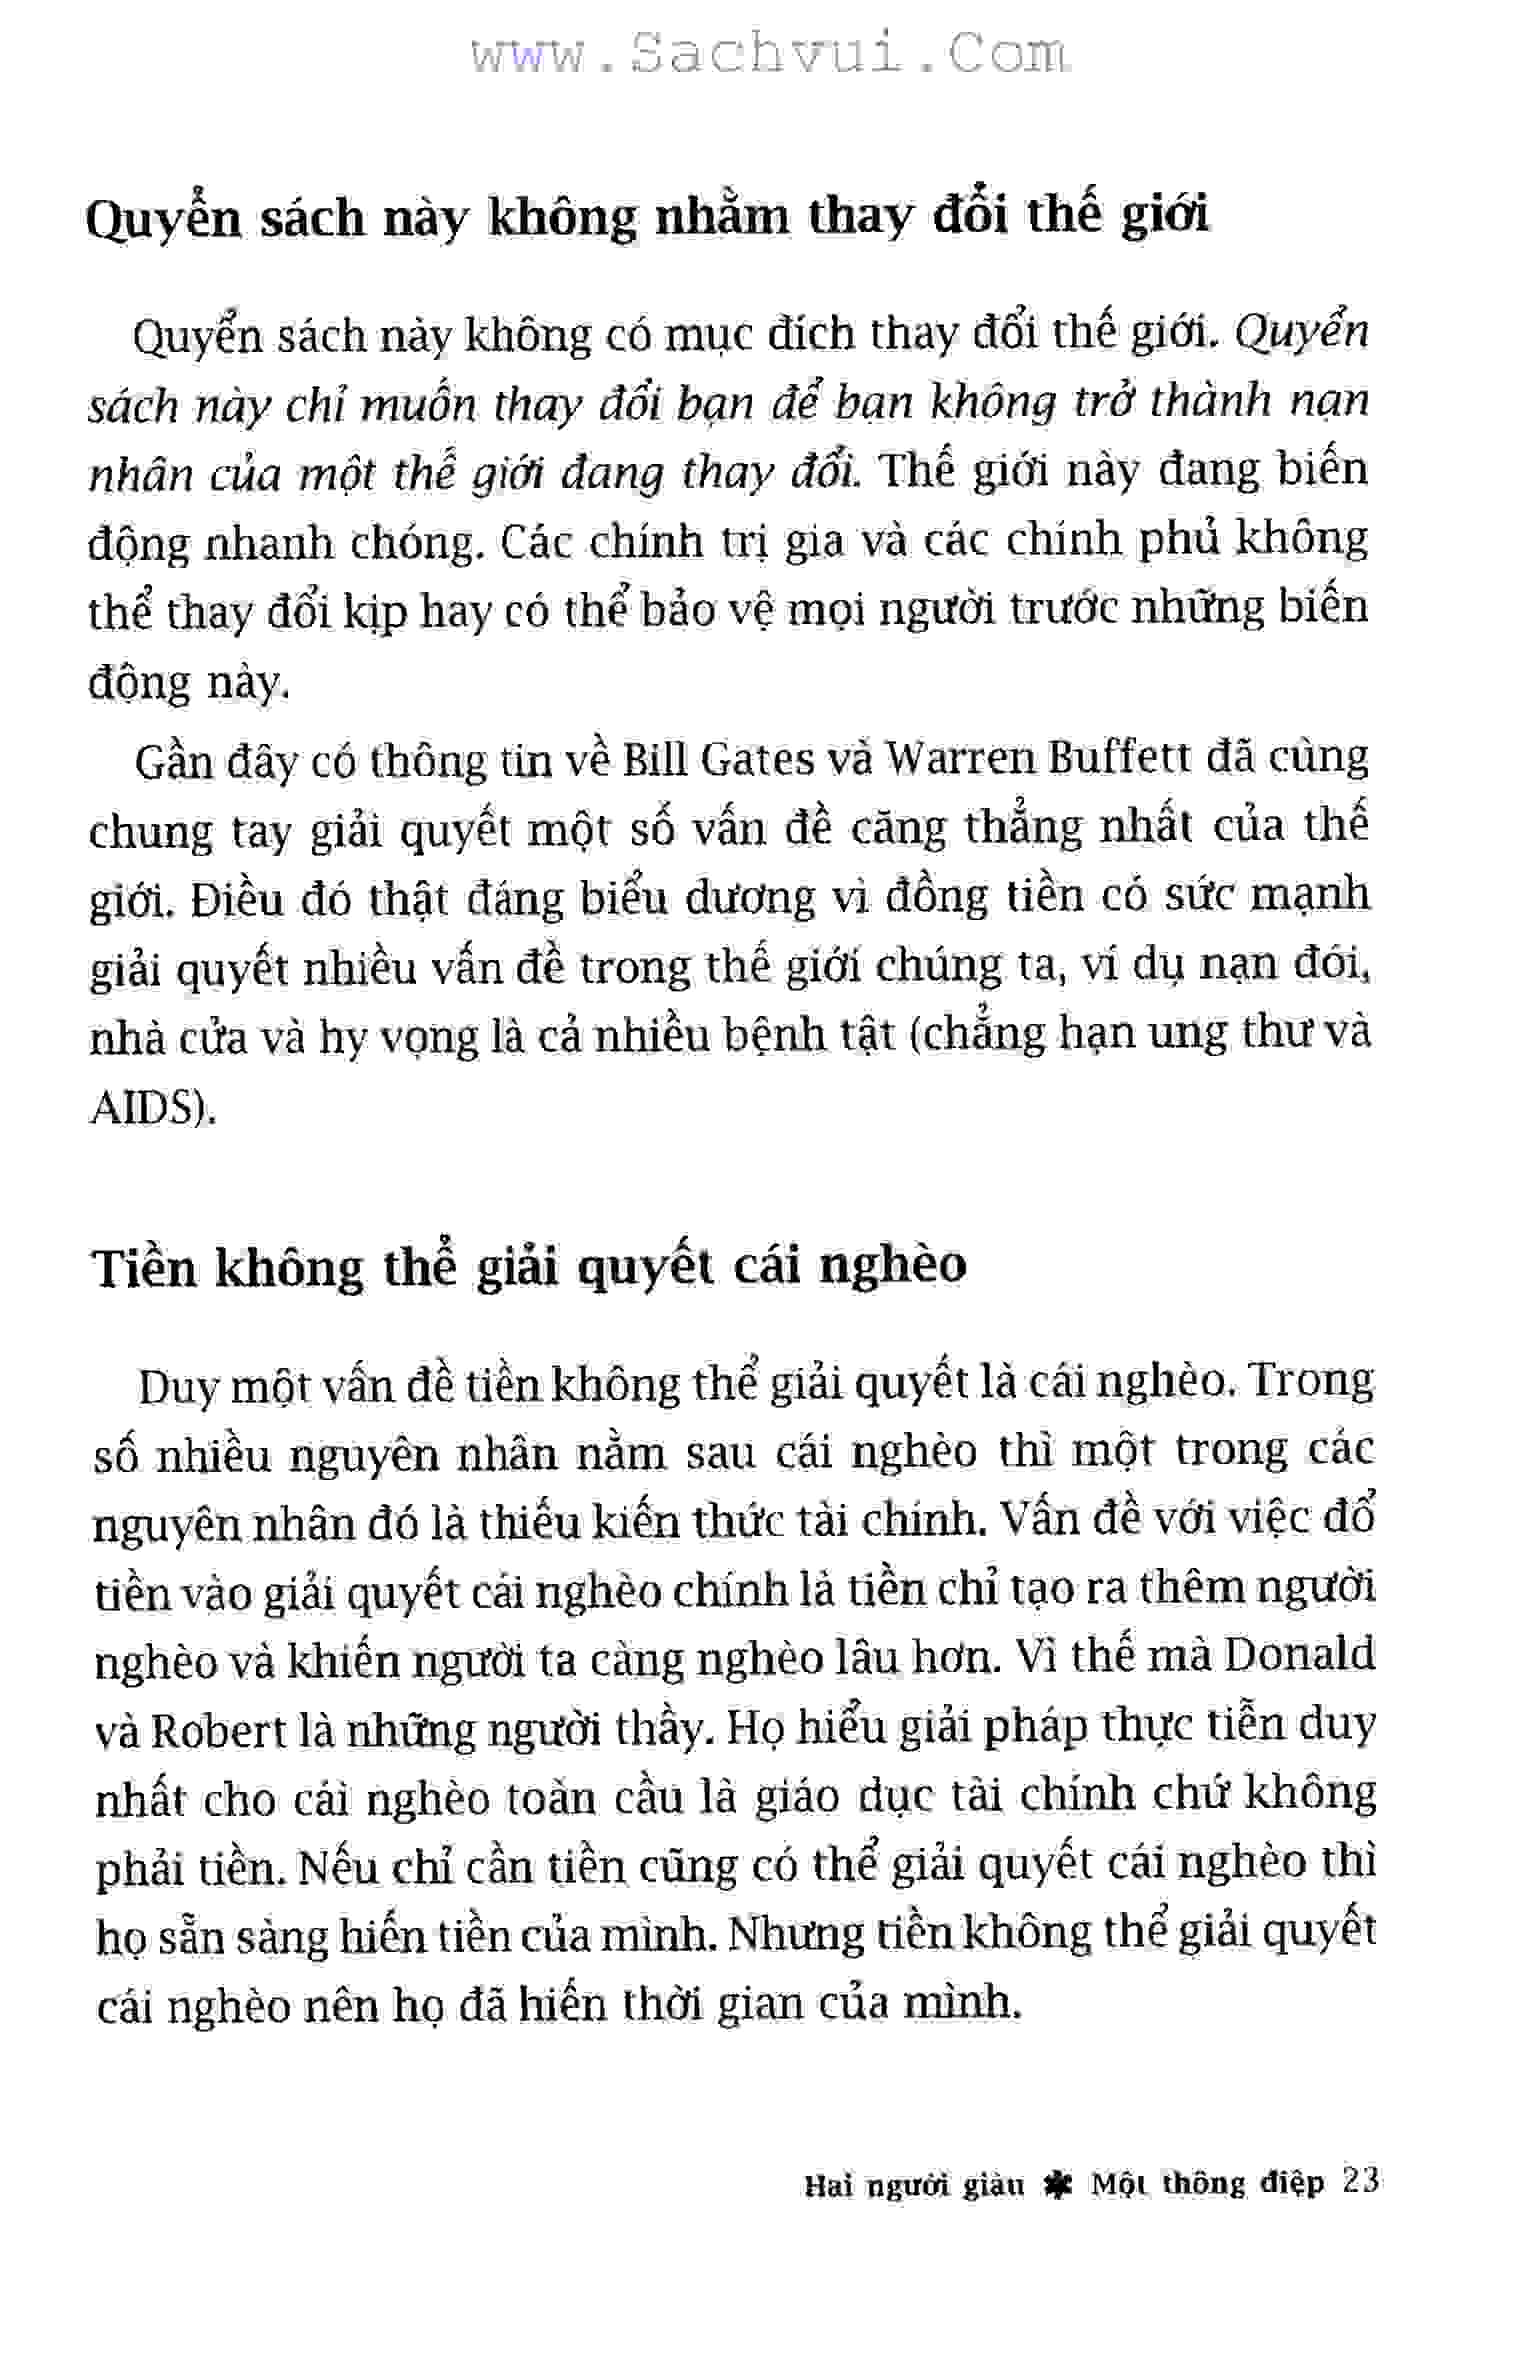 www.Sachvui.Com
Quyển sách này không nhằm thay đổi thế giới
Quyển sách này không có mục đích thay đổi thế giới. Quyển
sách này chỉ muốn thay đổi bạn để bạn không trở thành nạn
nhân của một thế giới đang thay đổi. Thế giới này đang biến
động nhanh chóng. Các chính trị gia và các chính phủ không
thể thay đổi kịp hay có thể bảo vệ mọi người trước những biến
động này.
Gần đây có thông tin về Bill Gates và Warren Buffett đã cùng
chung tay giải quyết một số vấn đề căng thẳng nhất của thế
giới. Điều đó thật đáng biểu dương vì đồng tiền có sức mạnh
giải quyết nhiều vấn đề trong thế giới chúng ta, ví dụ nạn đói,
nhà cửa và hy vọng là cả nhiều bệnh tật (chẳng hạn ung thư và
AIDS).
Tiền không thể giải quyết cái nghèo
Duy một vấn đề tiền không thể giải quyết là cái nghèo. Trong
số nhiều nguyên nhân nằm sau cái nghèo thì một trong các
nguyên nhân đó là thiếu kiến thức tài chính. Vấn đề với việc đổ
tiền vào giải quyết cái nghèo chính là tiền chỉ tạo ra thêm người
nghèo và khiến người ta càng nghèo lâu hơn. Vì thế mà Donald
và Robert là những người thầy. Họ hiểu giải pháp thực tiễn duy
nhất cho cái nghèo toàn cầu là giáo dục tài chính chứ không
phải tiền. Nếu chỉ cần tiền cũng có thể giải quyết cái nghèo thì
họ sẵn sàng hiến tiền của mình. Nhưng tiền không thể giải quyết
cái nghèo nên họ đã hiến thời gian của mình.
Hai người giàu ✱ Một thông điệp 23